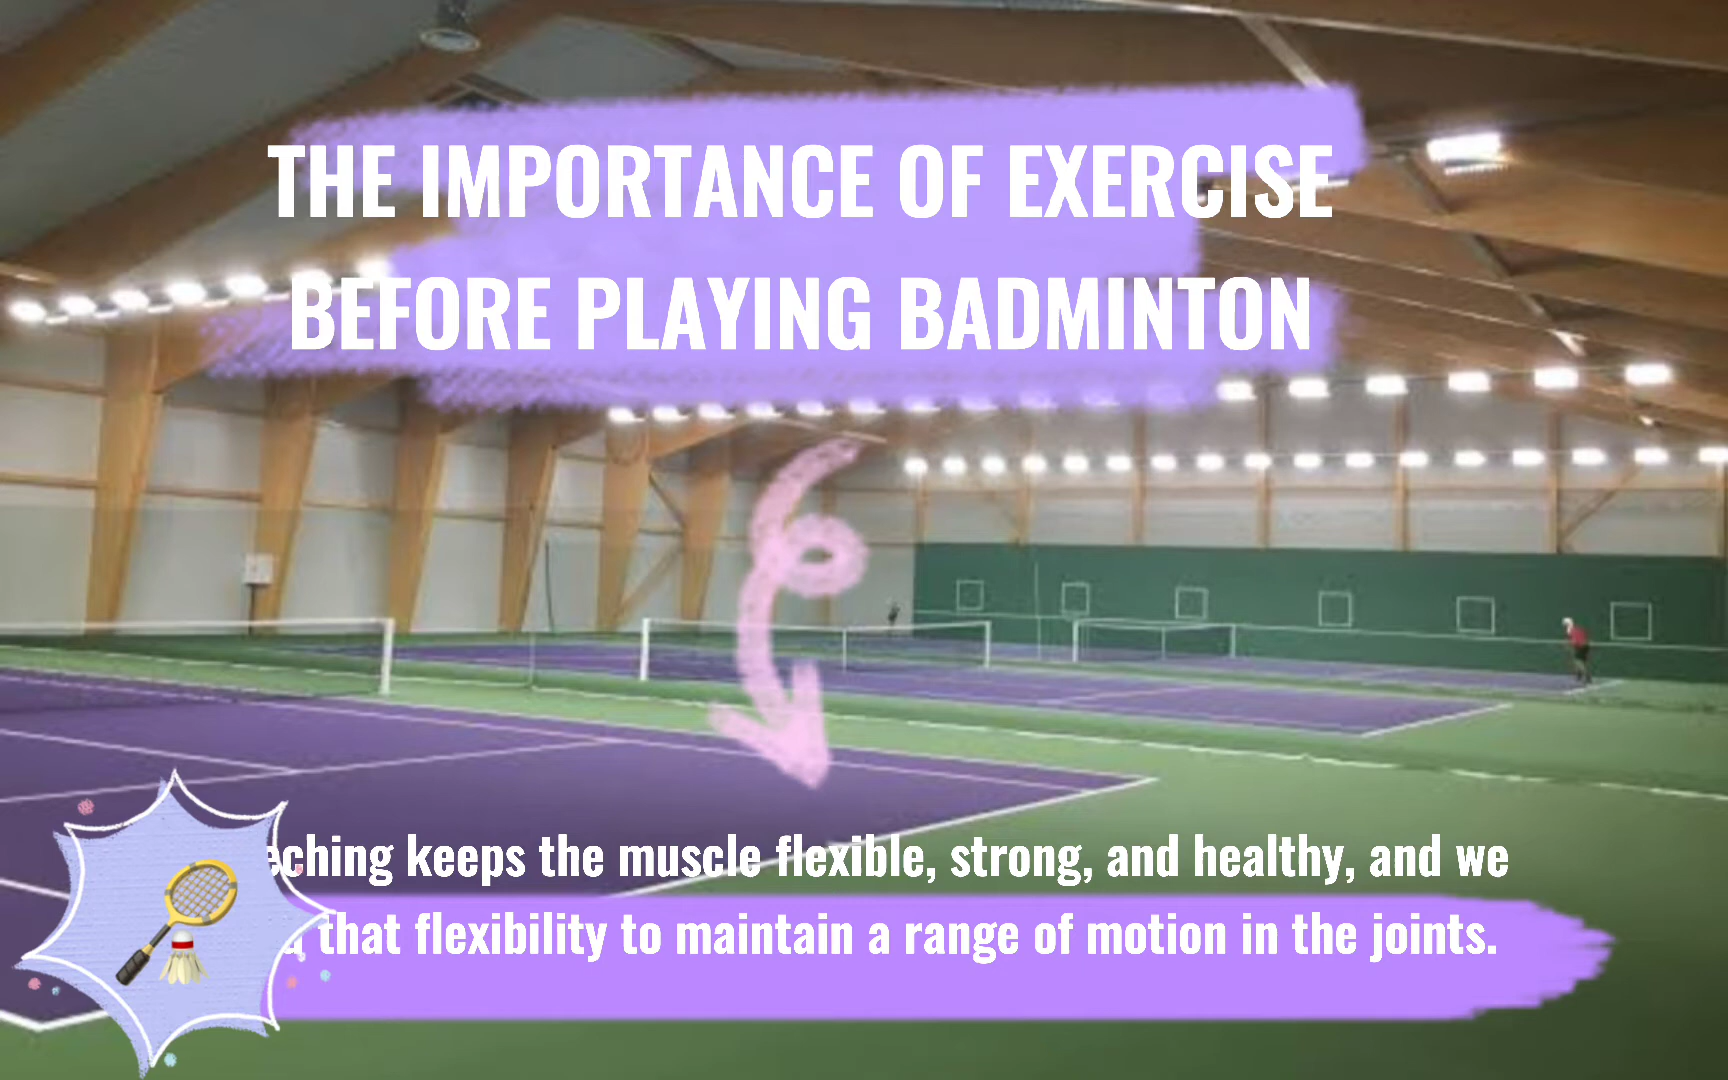 THE IMPORTANCE OF EXERCISE
BEFORE PLAYING BADMINTON
keeps the muscle flexible, strong, and healthy, and we
that flexibility to maintain a range of motion in the joints.